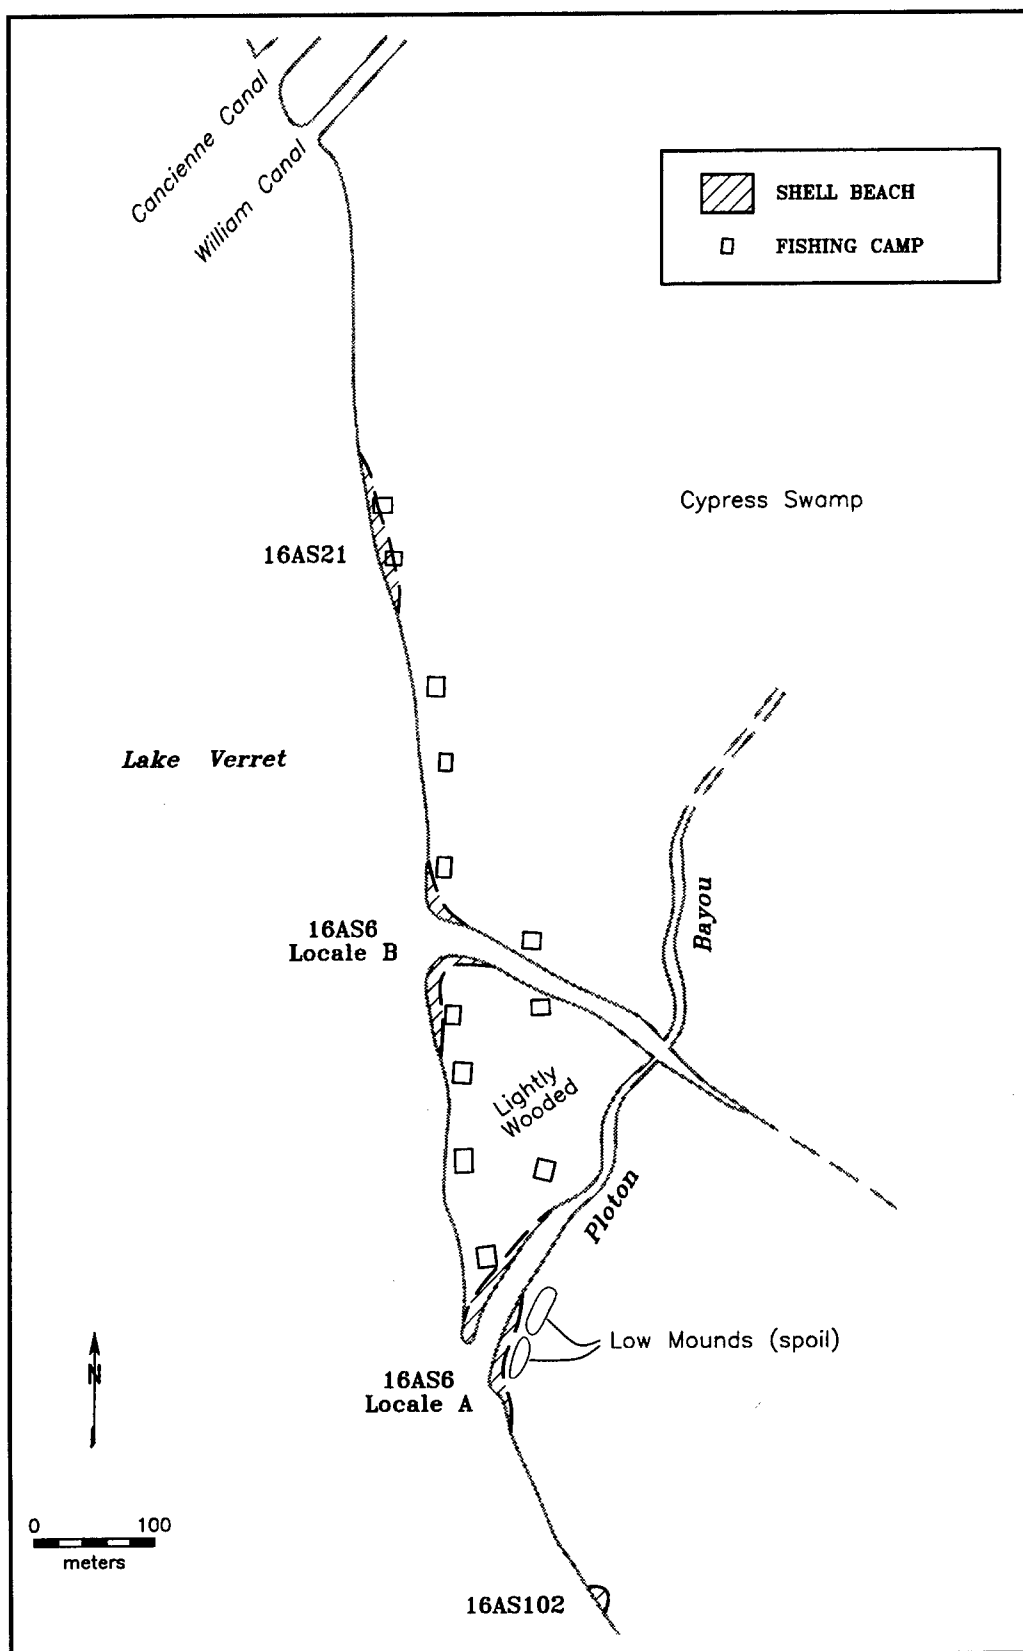 Cancienne Canal
William Canal
SHELL BEACH
FISHING CAMP
Cypress Swamp
16AS21
Lake Verret
Bayou
16AS6
Locale B
Lightly
Wooded
Ploton
Low Mounds (spoil)
16AS6
Locale A
N
0 100
meters
16AS102